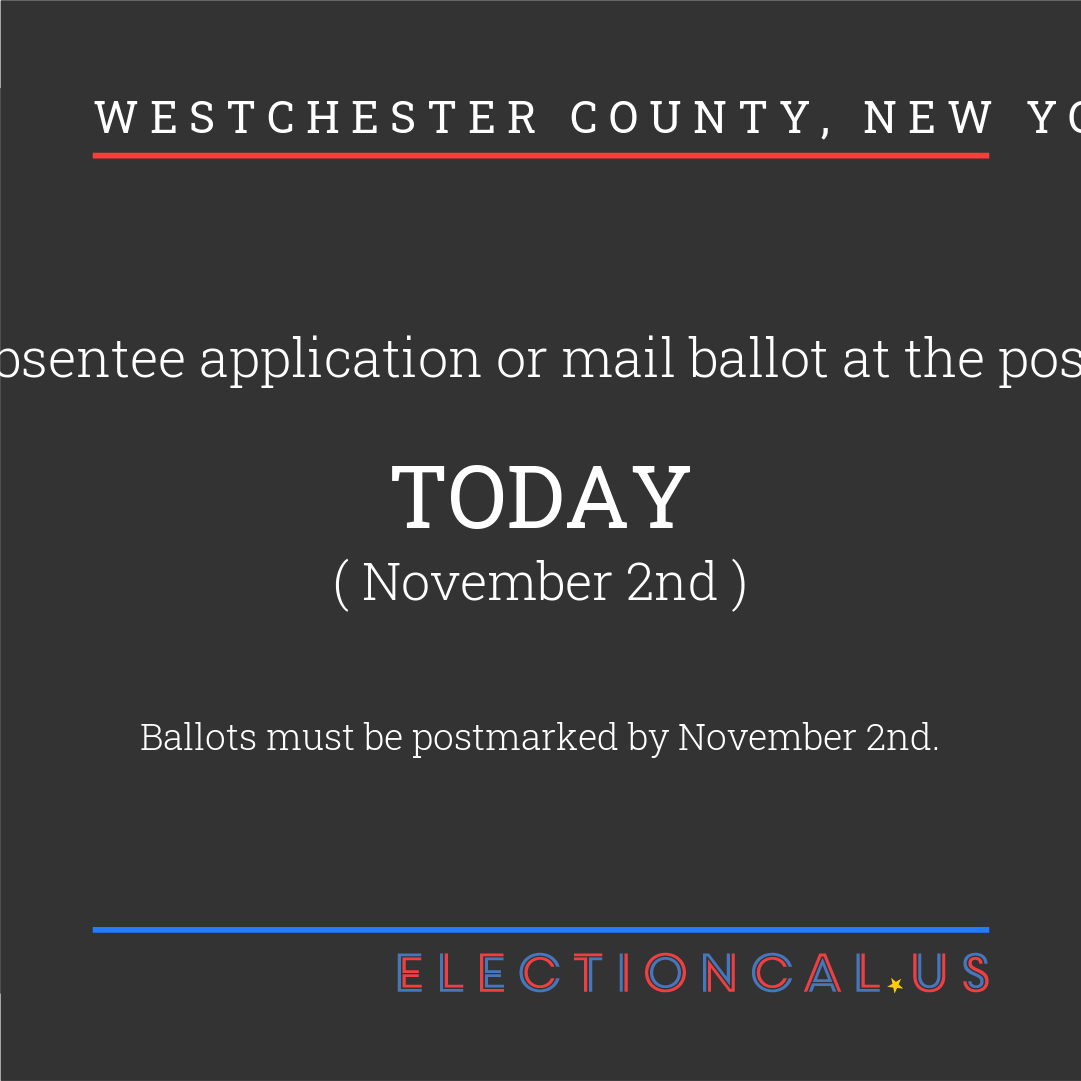 WESTCHESTER COUNTY, NEW YO
bsentee application or mail ballot at the pos
TODAY
( November 2nd )
Ballots must be postmarked by November 2nd.
ELECTIONCAL.US